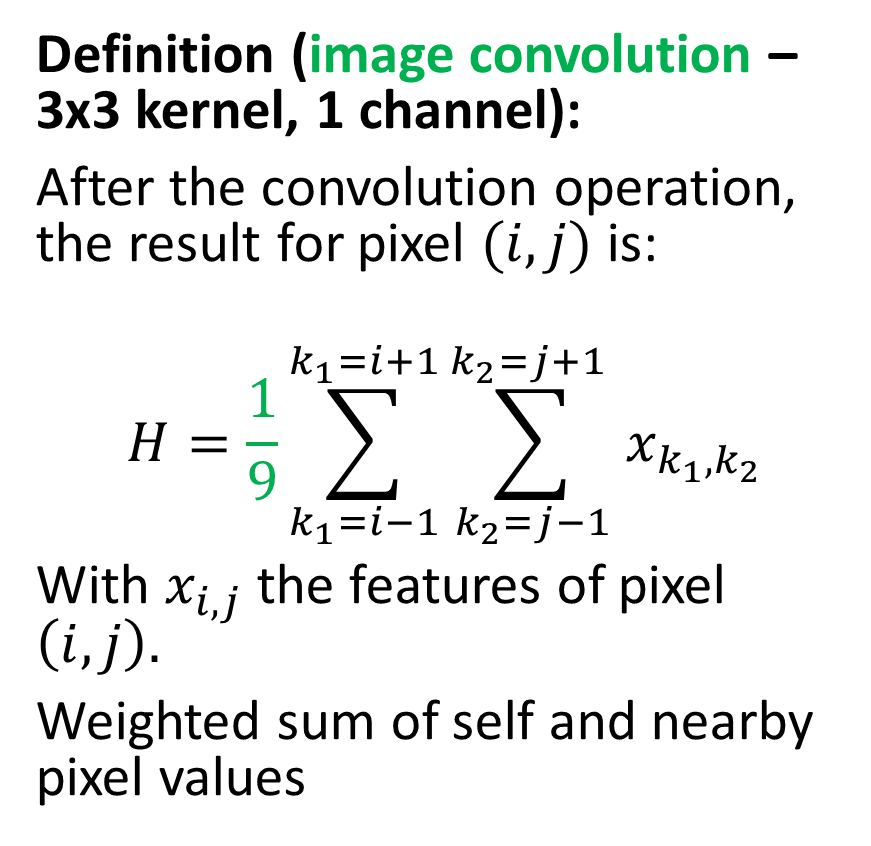 Definition (image convolution –
3x3 kernel, 1 channel):
After the convolution operation,
the result for pixel (i, j) is:
H = \frac{1}{9} \sum_{k_1=i-1}^{k_1=i+1} \sum_{k_2=j-1}^{k_2=j+1} x_{k_1,k_2}
With x_{i,j} the features of pixel
(i, j).
Weighted sum of self and nearby
pixel values